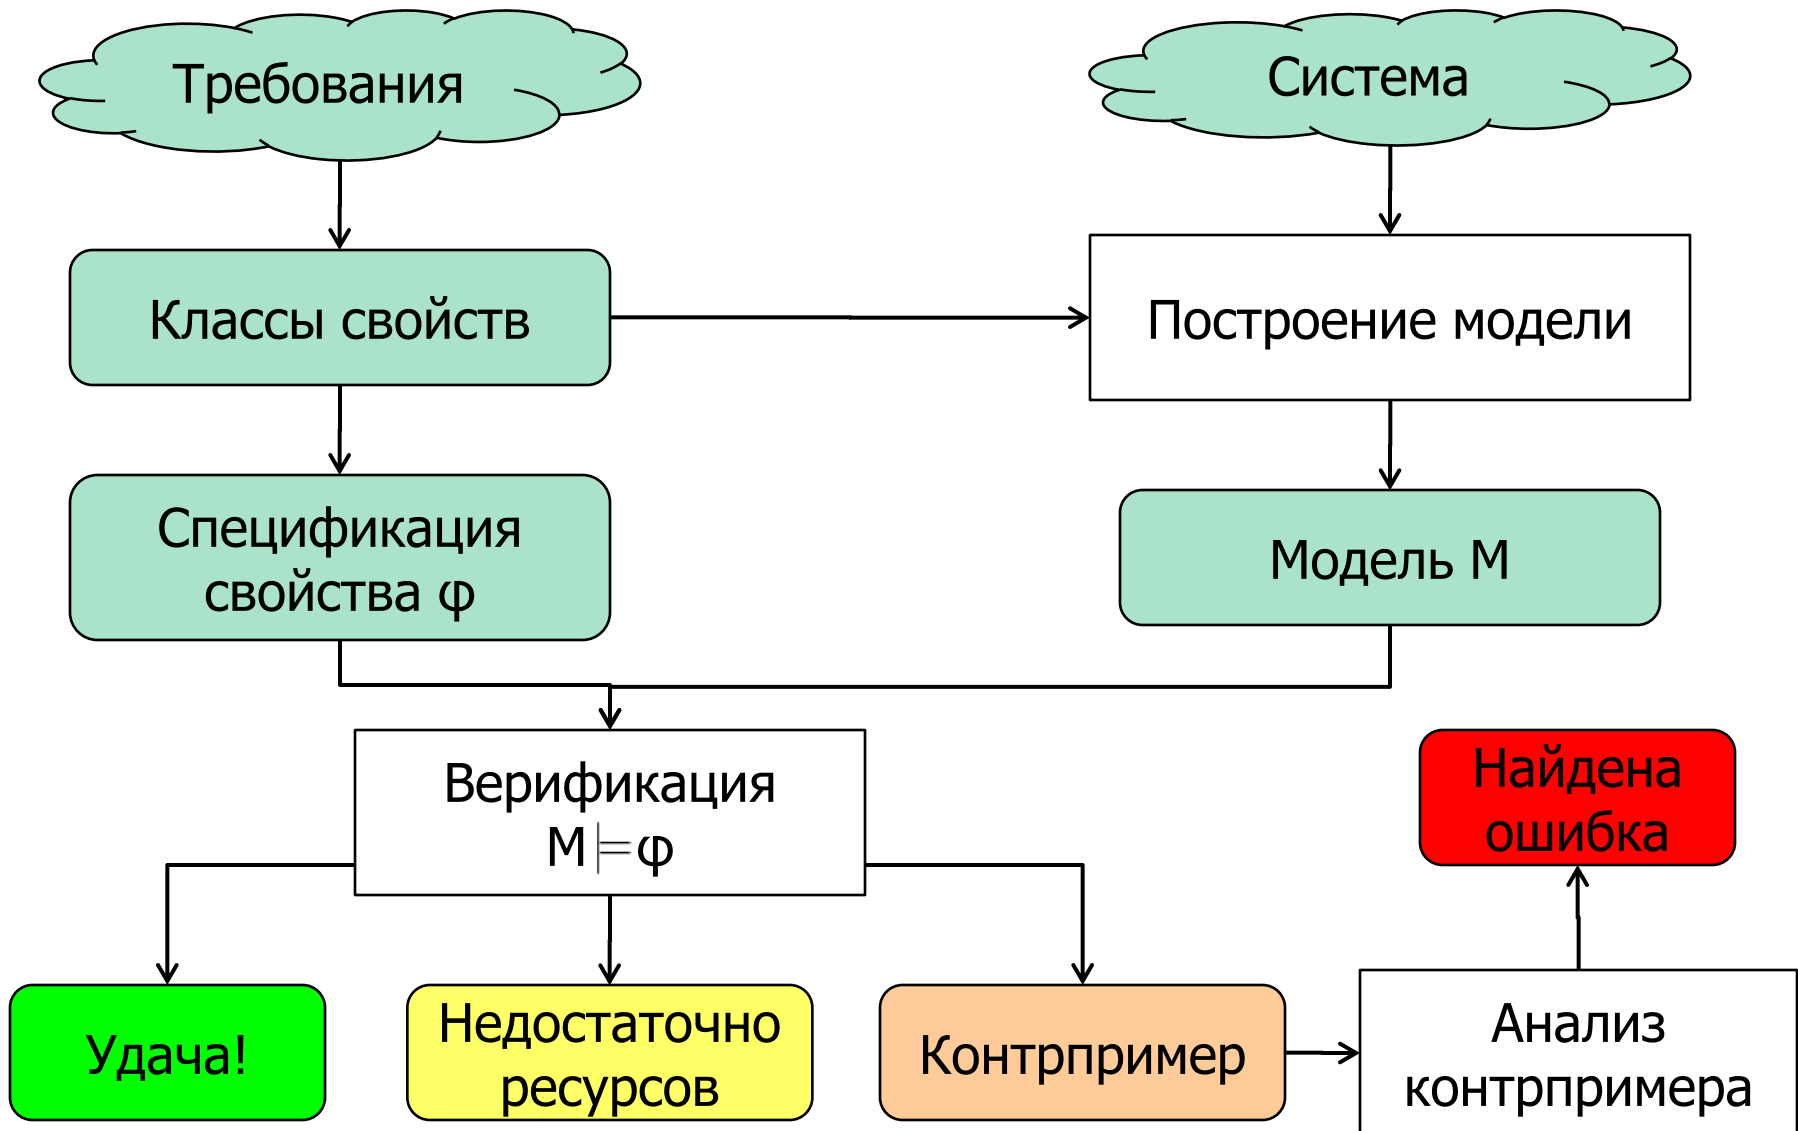 Требования
Система
Классы свойств
Построение модели
Спецификация
свойства φ
Модель М
Верификация
М ⊨ φ
Найдена
ошибка
Удача!
Недостаточно
ресурсов
Контрпример
Анализ
контрпримера